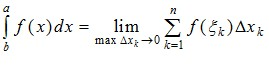 ∫_b^a f(x)dx = lim_{max Δx_k→0} ∑_{k=1}^n f(ξ_k)Δx_k